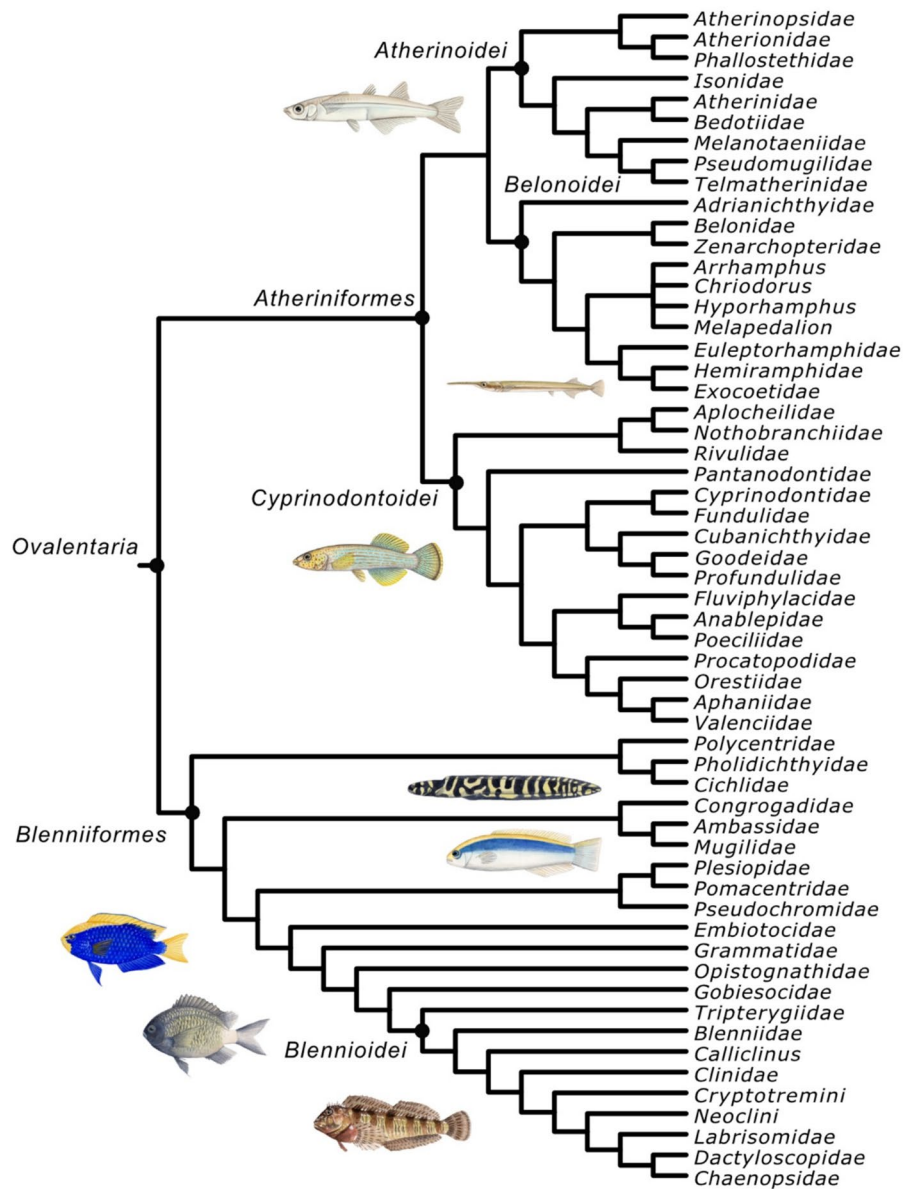 Atherinopsidae
Atherionidae
Phallostethidae
Isonidae
Atherinidae
Bedotiidae
Melanotaeniidae
Pseudomugilidae
Telmatherinidae
Adrianichthyidae
Belonidae
Zenarchopteridae
Arrhamphus
Chriodorus
Hyporhamphus
Melapedalion
Euleptorhamphidae
Hemiramphidae
Exocoetidae
Aplocheilidae
Nothobranchiidae
Rivulidae
Pantanodontidae
Cyprinodontidae
Fundulidae
Cubanichthyidae
Goodeidae
Profundulidae
Fluviphylacidae
Anablepidae
Poeciliidae
Procatopodidae
Orestiidae
Aphaniidae
Valenciidae
Polycentridae
Pholidichthyidae
Cichlidae
Congrogadidae
Ambassidae
Mugilidae
Plesiopidae
Pomacentridae
Pseudochromidae
Embiotocidae
Grammatidae
Opistognathidae
Gobiesocidae
Tripterygiidae
Blenniidae
Calliclinus
Clinidae
Cryptotremini
Neoclini
Labrisomidae
Dactyloscopidae
Chaenopsidae
Atherinoidei
Belonoidei
Atheriniformes
Cyprinodontoidei
Ovalentaria
Blenniiformes
Blennioidei